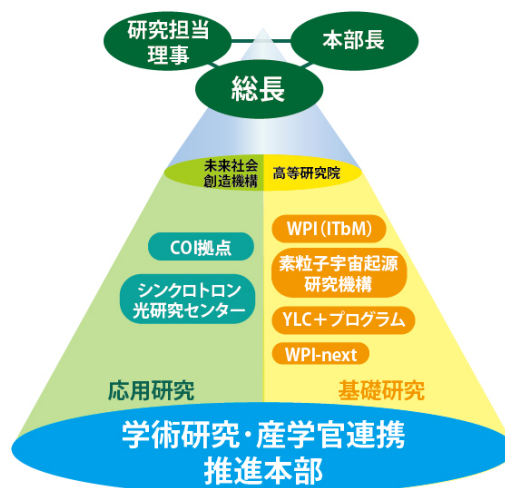 研究担当
理事
本部長
総長
未来社会
創造機構
高等研究院
COI拠点
シンクロトロン
光研究センター
WPI(ITbM)
素粒子宇宙起源
研究機構
YLC+プログラム
WPI-next
応用研究
基礎研究
学術研究・産学官連携
推進本部